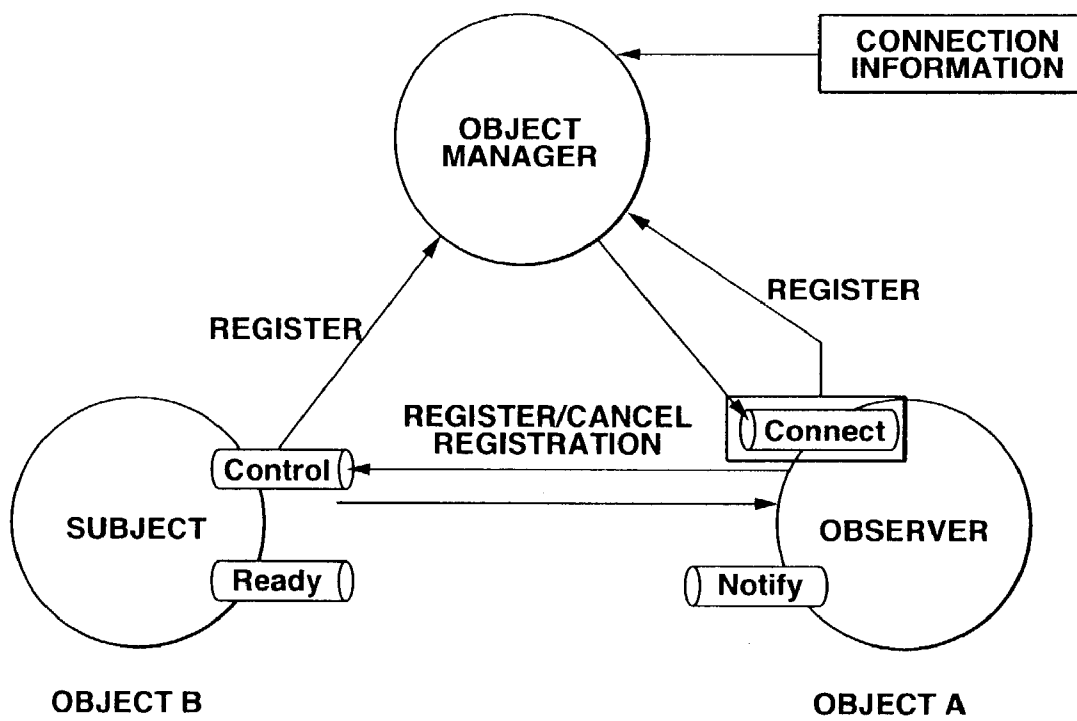 CONNECTION
INFORMATION
OBJECT
MANAGER
REGISTER
REGISTER
REGISTER/CANCEL
REGISTRATION
Connect
Control
SUBJECT
OBSERVER
Ready
Notify
OBJECT B
OBJECT A